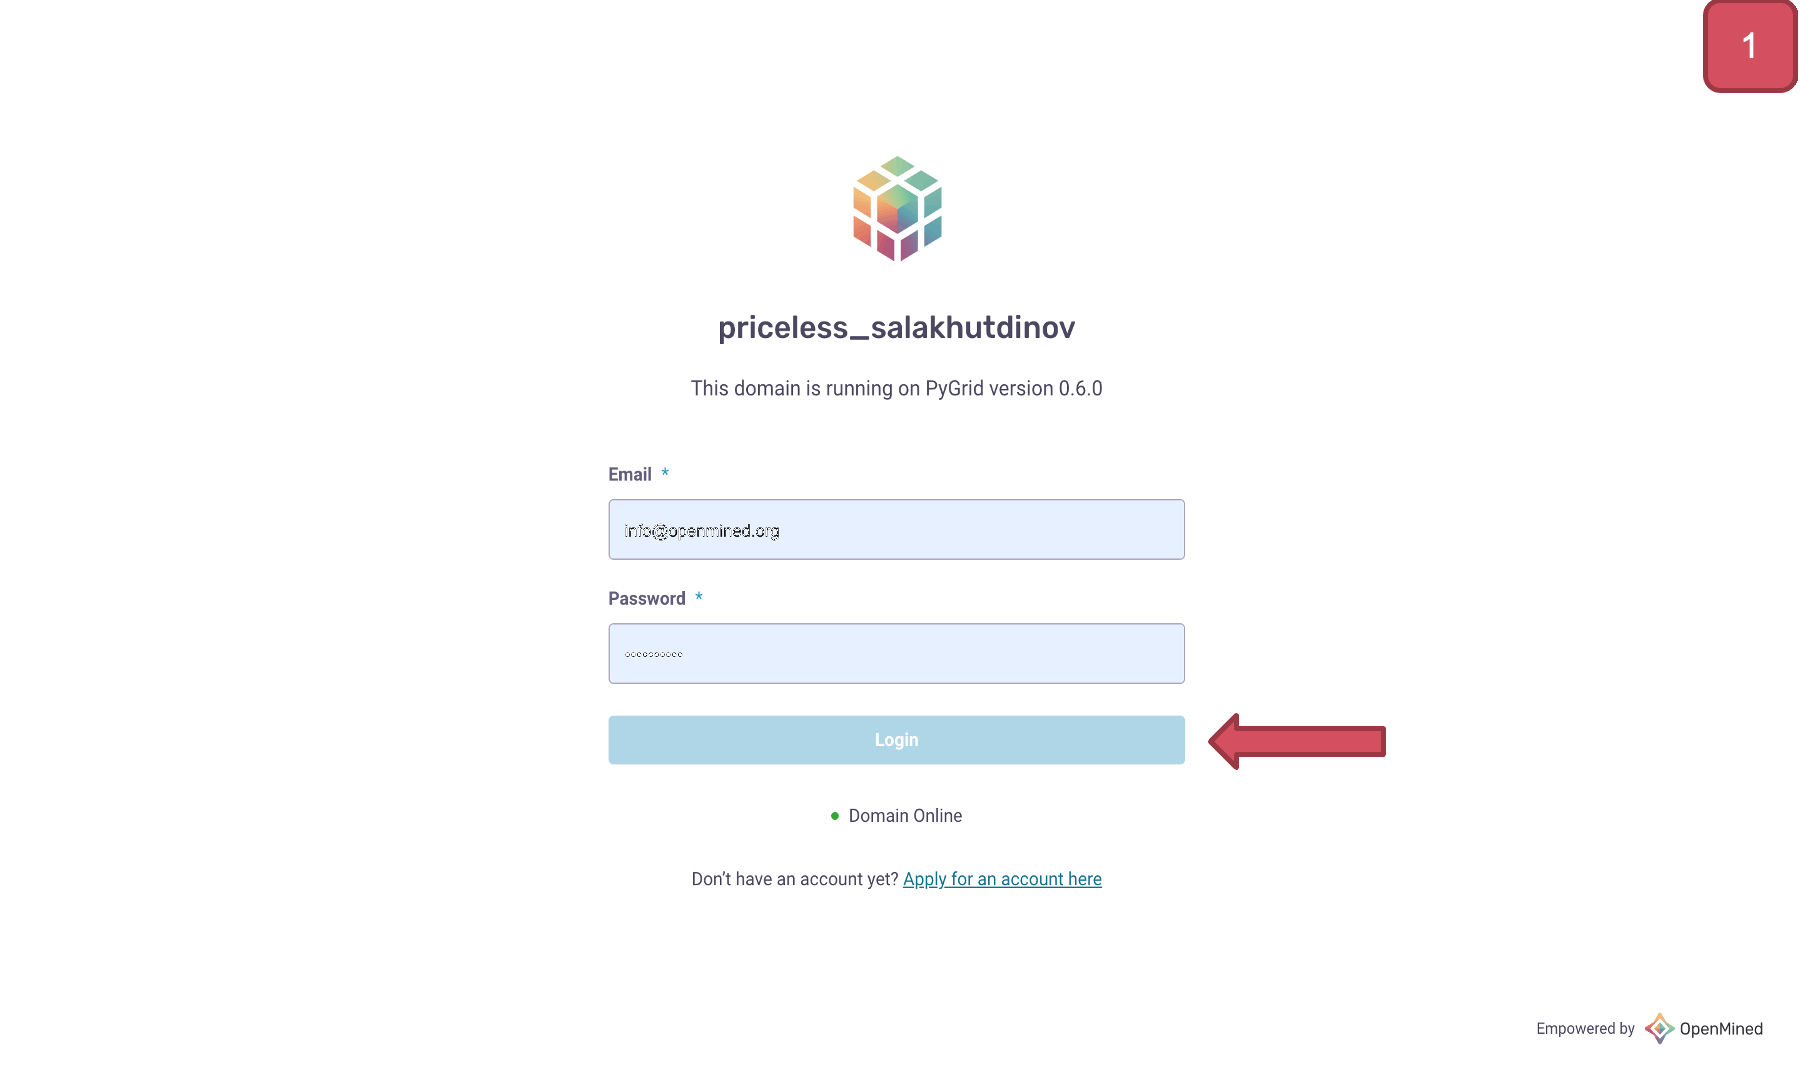 1
priceless_salakhutdinov
This domain is running on PyGrid version 0.6.0
Email *
info@openmined.org
Password *
Login
Domain Online
Don’t have an account yet? Apply for an account here
Empowered by OpenMined